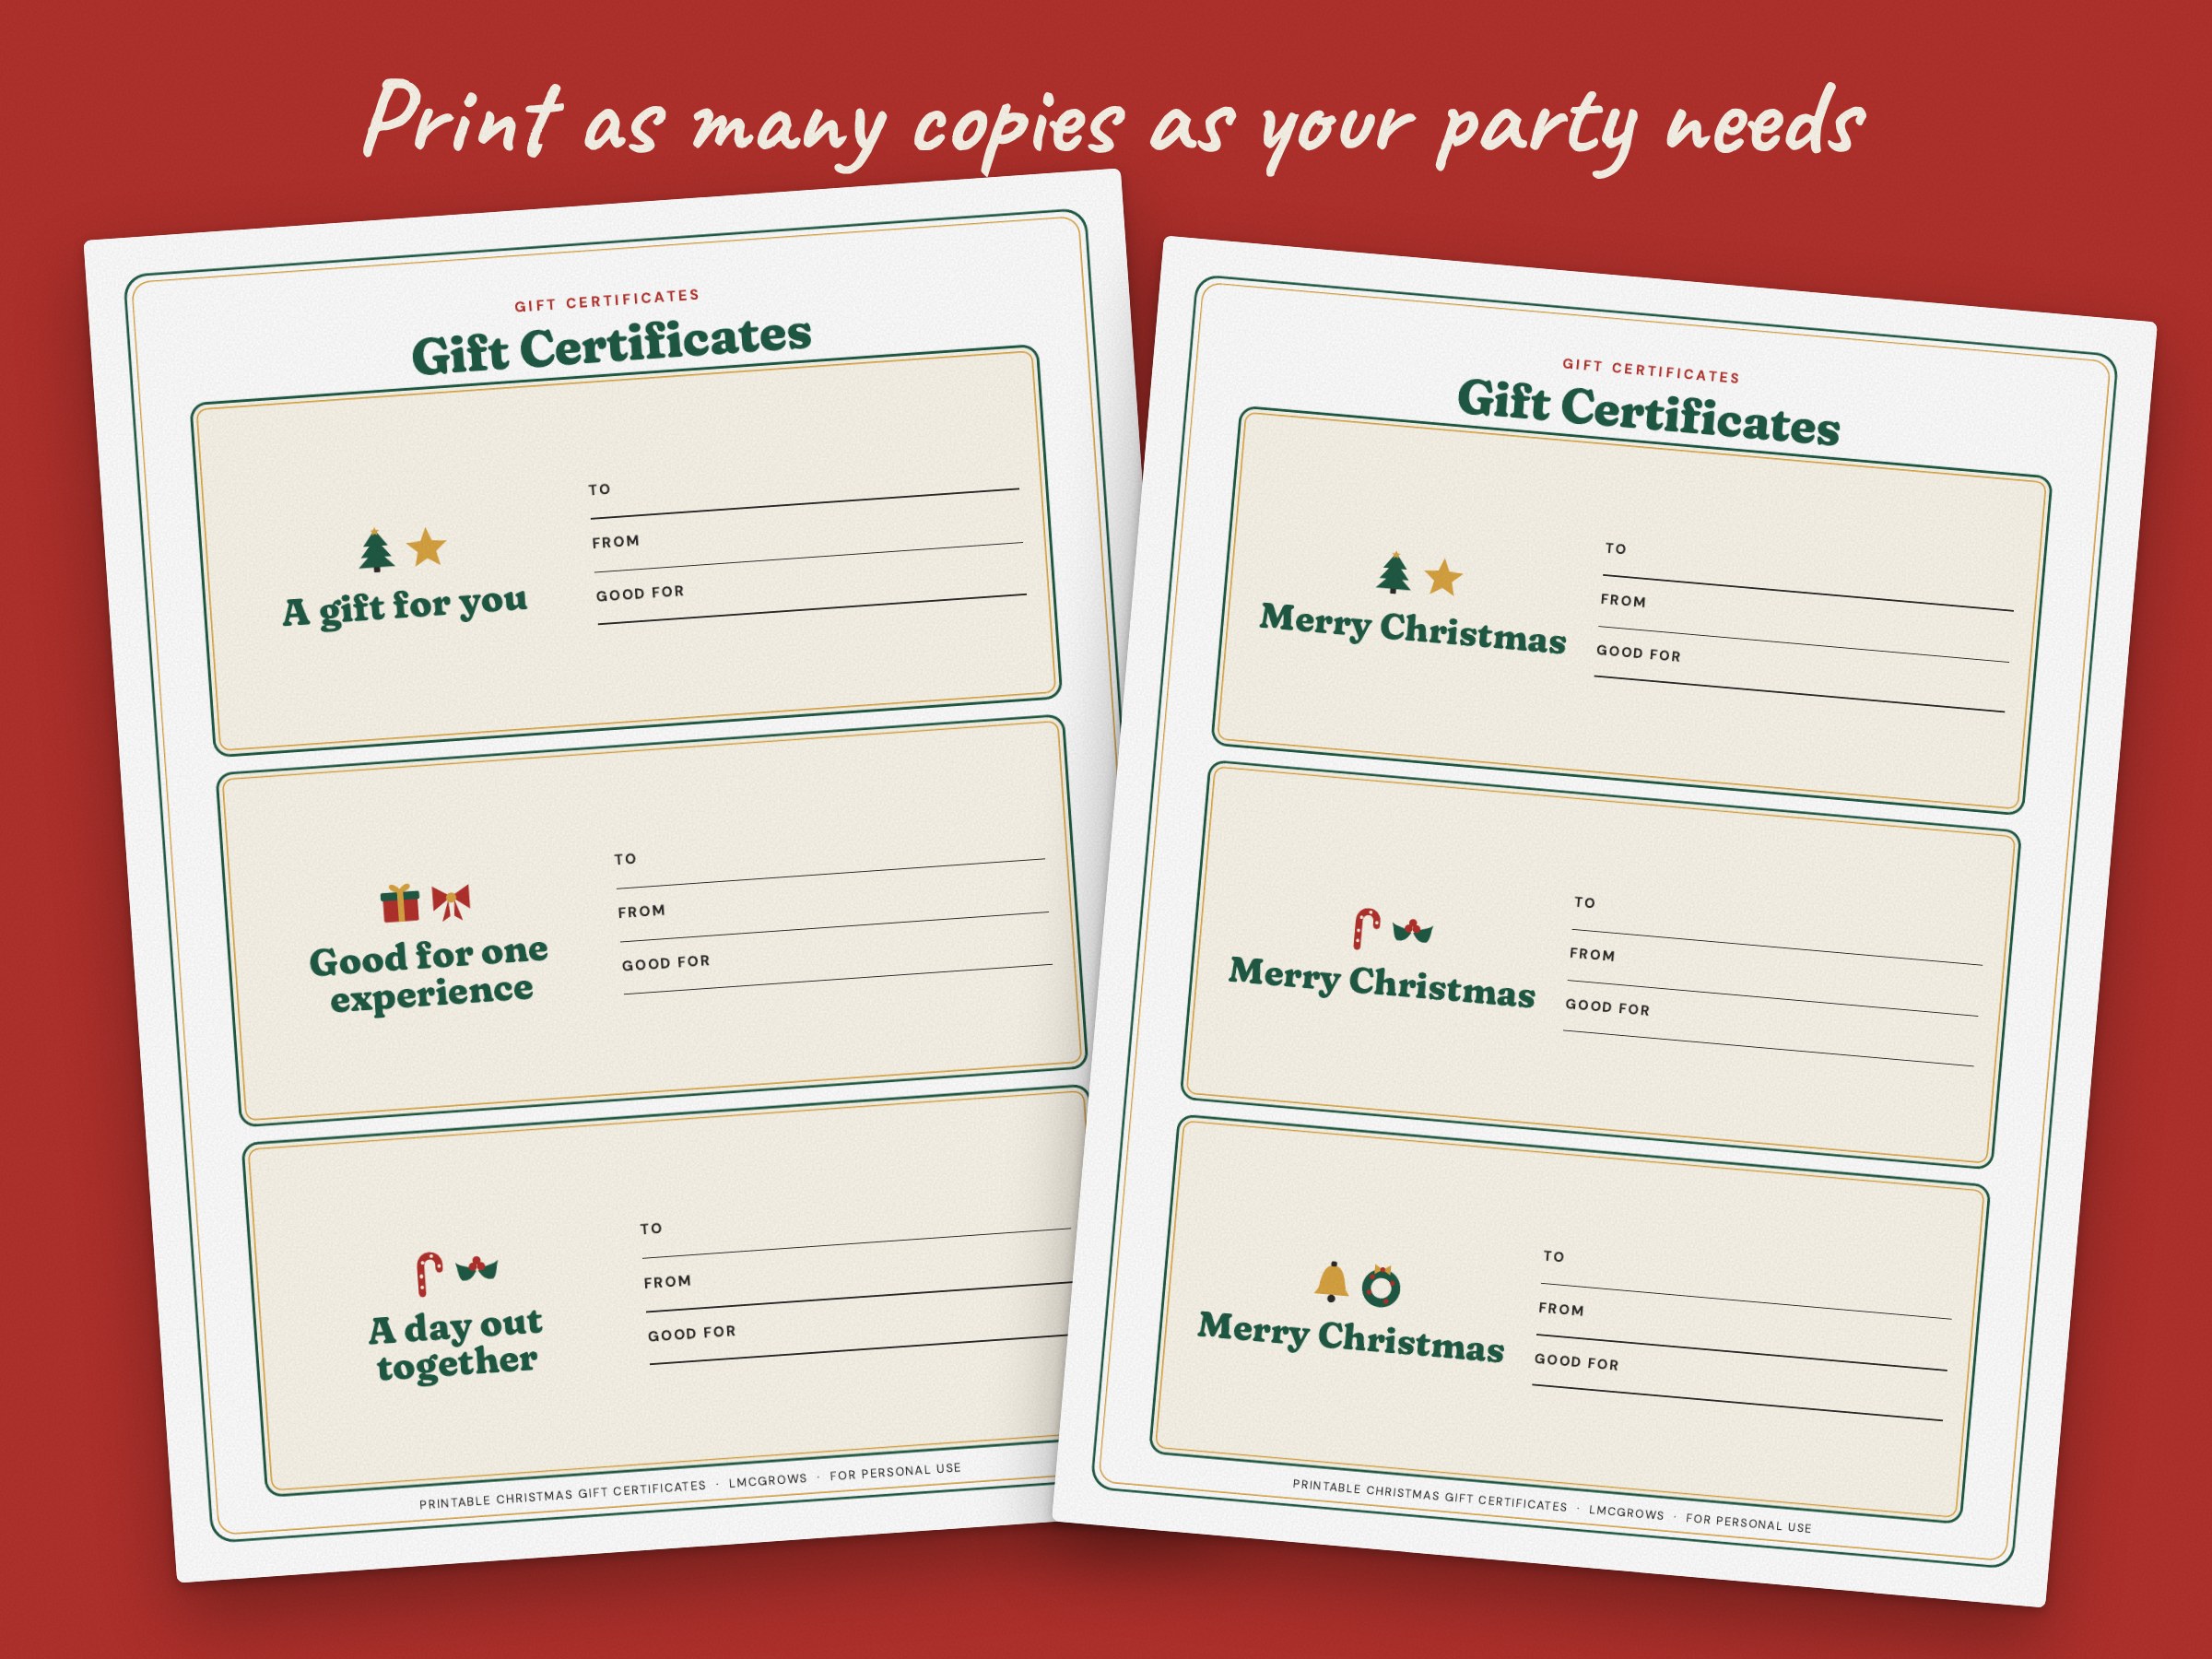 Print as many copies as your party needs
GIFT CERTIFICATES
Gift Certificates
A gift for you
TO
FROM
GOOD FOR
Good for one
experience
TO
FROM
GOOD FOR
A day out
together
TO
FROM
GOOD FOR
PRINTABLE CHRISTMAS GIFT CERTIFICATES · LMCGROWS · FOR PERSONAL USE
GIFT CERTIFICATES
Gift Certificates
Merry Christmas
TO
FROM
GOOD FOR
Merry Christmas
TO
FROM
GOOD FOR
Merry Christmas
TO
FROM
GOOD FOR
PRINTABLE CHRISTMAS GIFT CERTIFICATES · LMCGROWS · FOR PERSONAL USE